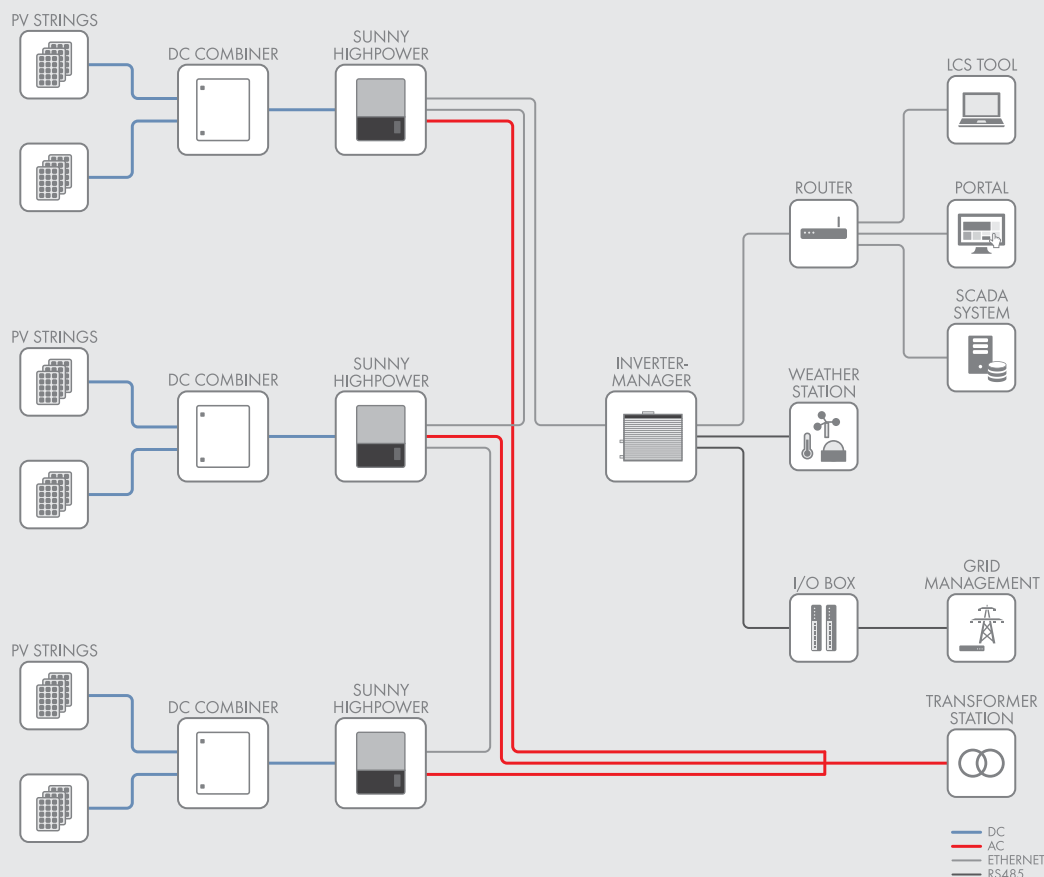 PV STRINGS
DC COMBINER
SUNNY
HIGHPOWER
LCS TOOL
ROUTER
PORTAL
SCADA
SYSTEM
PV STRINGS
DC COMBINER
SUNNY
HIGHPOWER
INVERTER-
MANAGER
WEATHER
STATION
I/O BOX
GRID
MANAGEMENT
PV STRINGS
DC COMBINER
SUNNY
HIGHPOWER
TRANSFORMER
STATION
DC
AC
ETHERNET
RS485